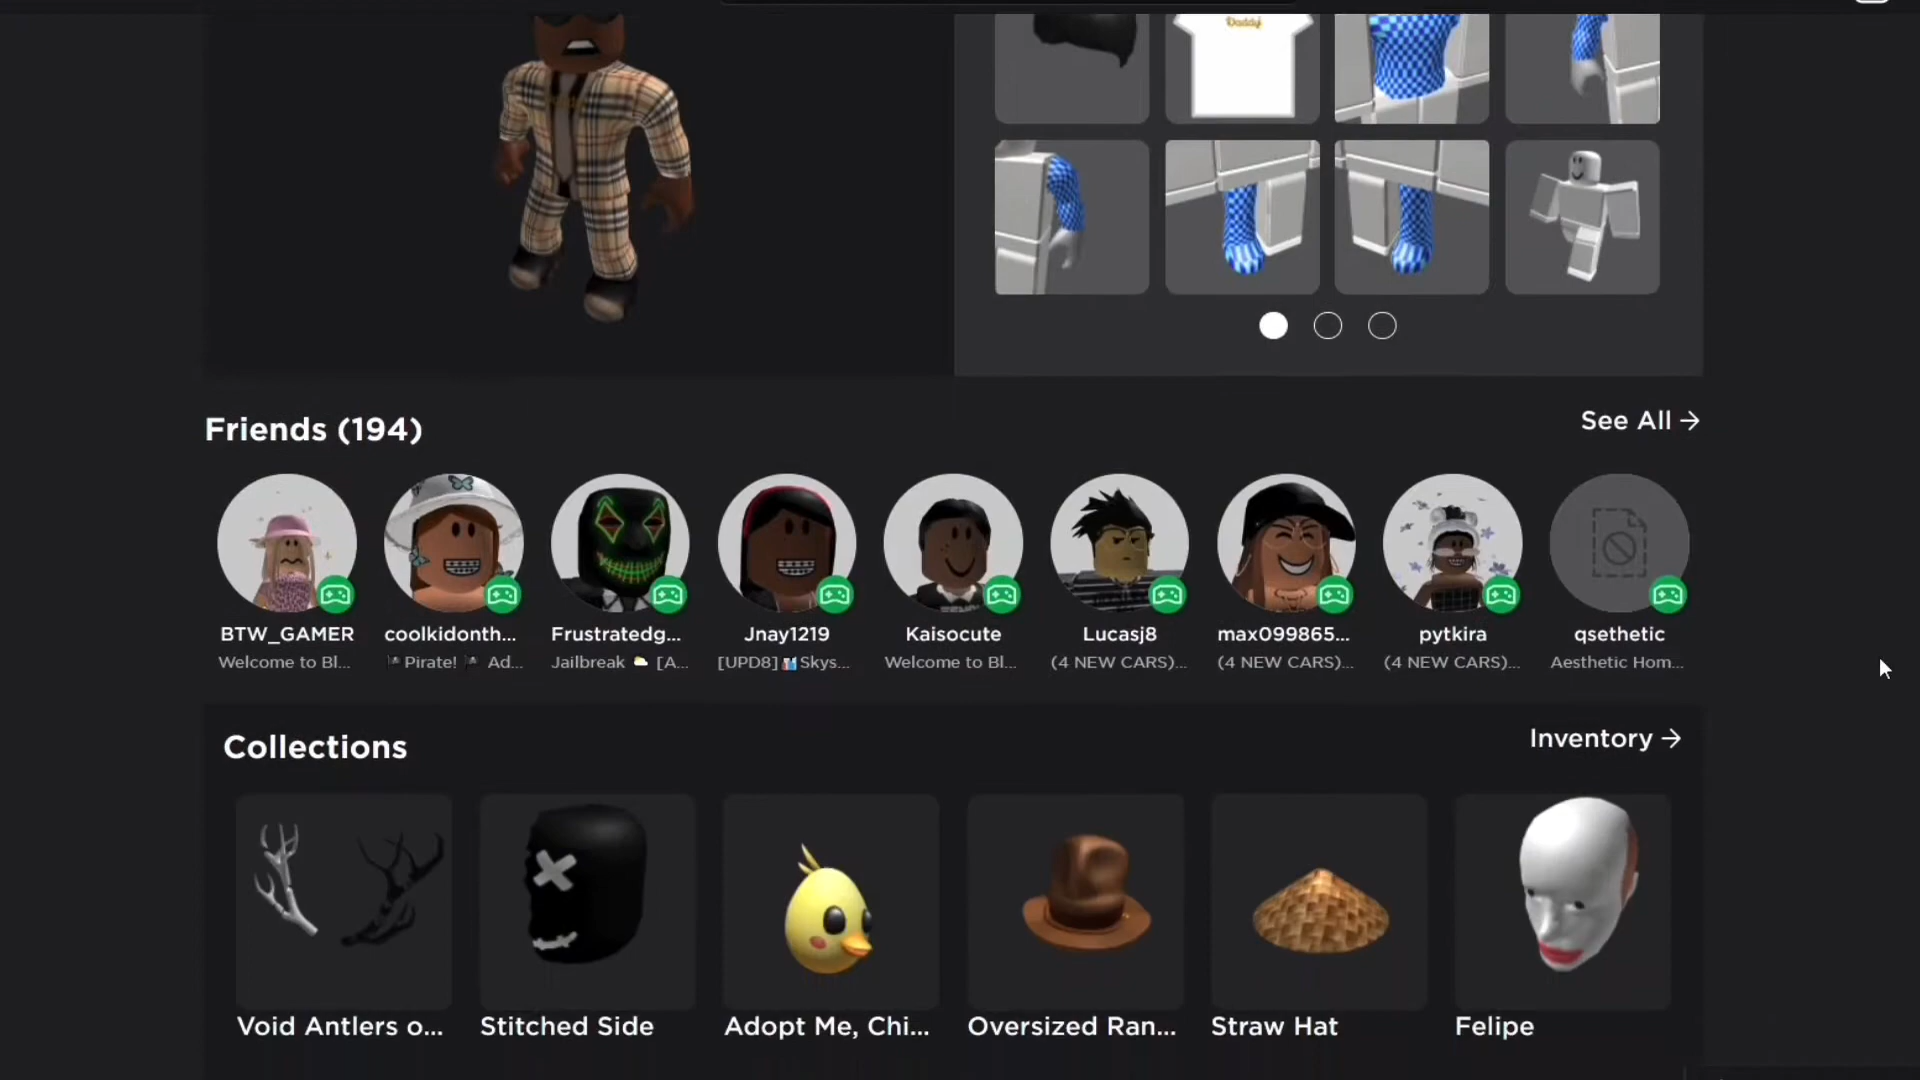 Daddy
Friends (194)
See All →
BTW_GAMER
coolkidonth...
Frustratedg...
Jnay1219
Kaisocute
Lucasj8
max099865...
pytkira
qsethetic
Welcome to Bl...
🏴‍☠️Pirate!🏴‍☠️ Ad...
Jailbreak ⛅ [A...
[UPD8]🏙️Skys...
Welcome to Bl...
(4 NEW CARS)...
(4 NEW CARS)...
(4 NEW CARS)...
Aesthetic Hom...
Collections
Inventory →
Void Antlers o...
Stitched Side
Adopt Me, Chi...
Oversized Ran...
Straw Hat
Felipe